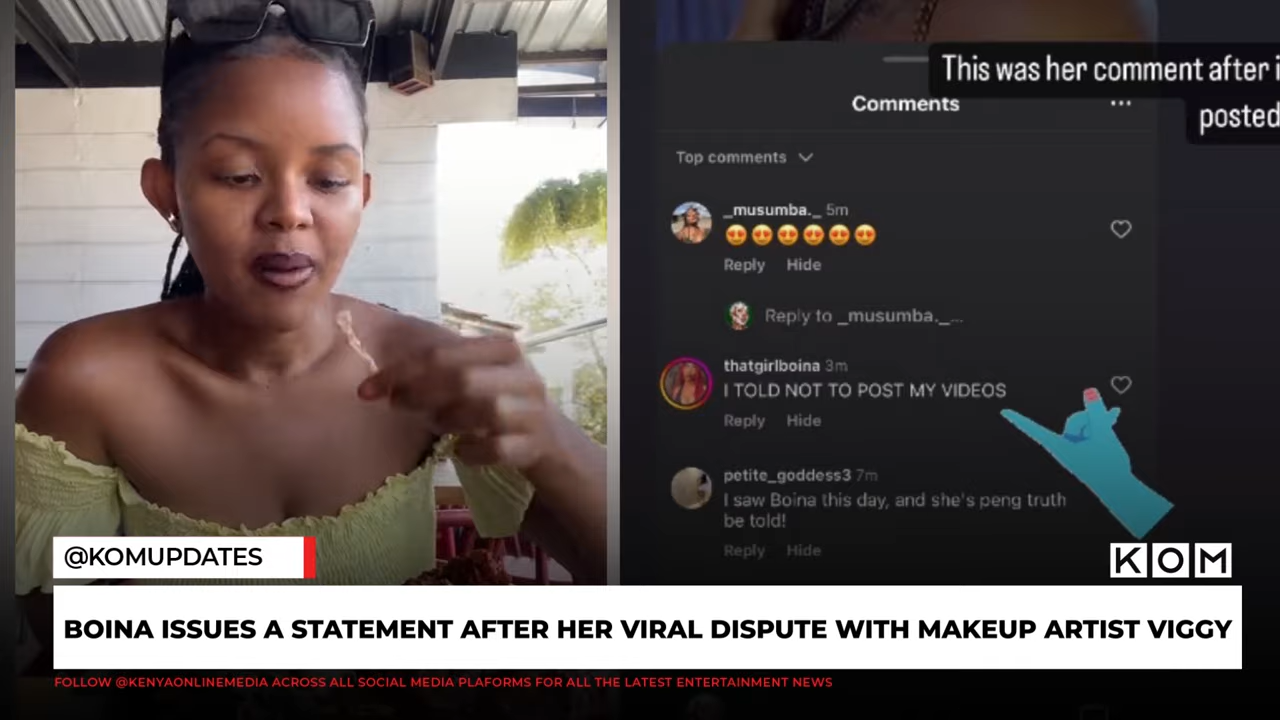 This was her comment after i
posted
Comments
Top comments
_musumba._ 5m
😍😍😍😍😍😍
Reply Hide
Reply to _musumba._...
thatgirlboina 3m
I TOLD NOT TO POST MY VIDEOS
Reply Hide
petite_goddess3 7m
I saw Boina this day, and she's peng truth
be told!
Reply Hide
@KOMUPDATES
KOM
BOINA ISSUES A STATEMENT AFTER HER VIRAL DISPUTE WITH MAKEUP ARTIST VIGGY
FOLLOW @KENYAONLINEMEDIA ACROSS ALL SOCIAL MEDIA PLAFORMS FOR ALL THE LATEST ENTERTAINMENT NEWS